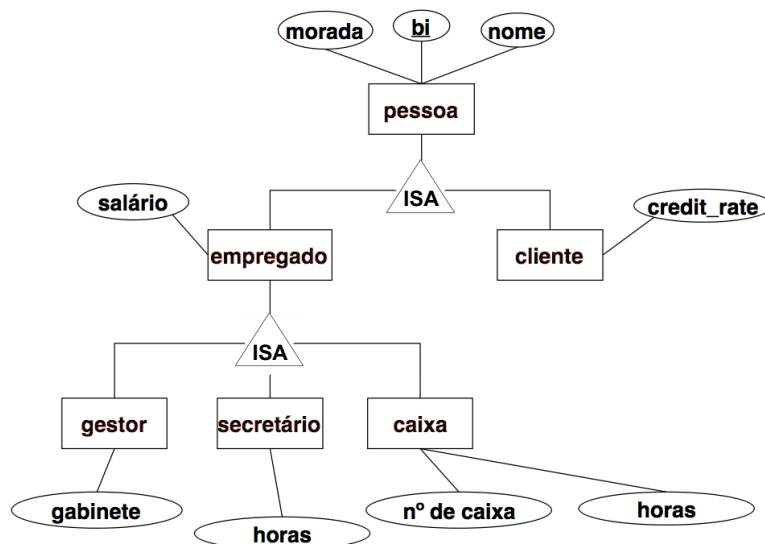 morada
bi
nome
pessoa
ISA
salário
credit_rate
empregado
cliente
ISA
gestor
secretário
caixa
gabinete
horas
nº de caixa
horas